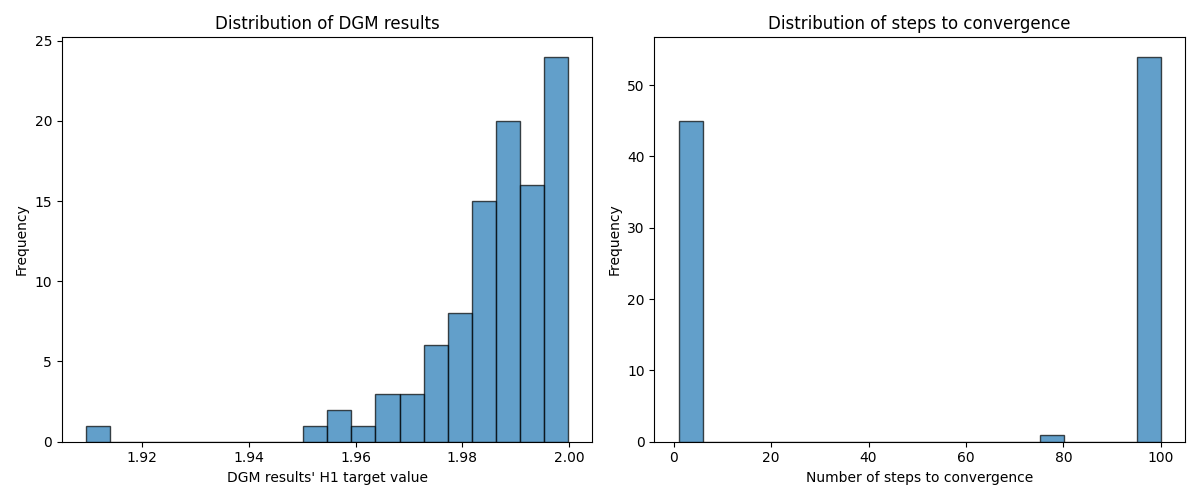 Distribution of DGM results
25
20
15
10
5
0
Frequency
1.92 1.94 1.96 1.98 2.00
DGM results' H1 target value
Distribution of steps to convergence
50
40
30
20
10
0
Frequency
0 20 40 60 80 100
Number of steps to convergence